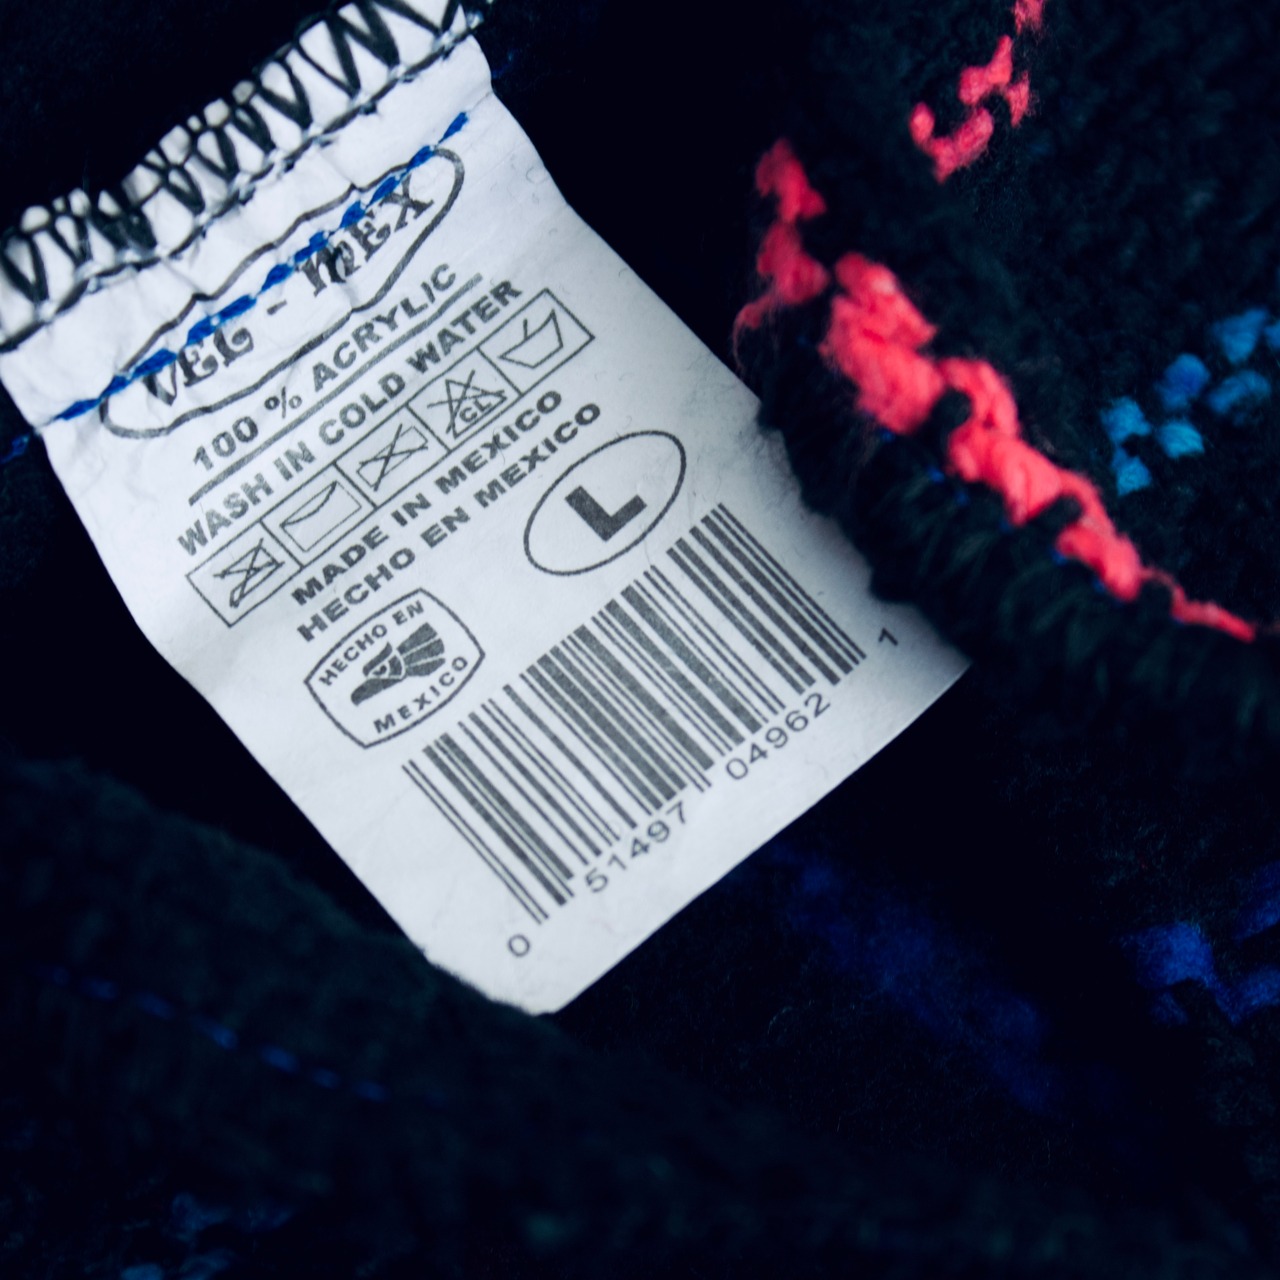 VEL - MEX
100 % ACRYLIC
WASH IN COLD WATER
CL
MADE IN MEXICO
HECHO EN MEXICO
L
HECHO EN
MEXICO
0 51497 04962 1